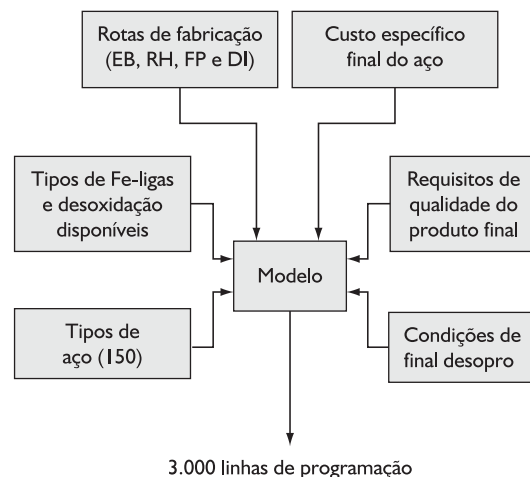 Rotas de fabricação
(EB, RH, FP e DI)
Custo específico
final do aço
Tipos de Fe-ligas
e desoxidação
disponíveis
Requisitos de
qualidade do
produto final
Modelo
Tipos de
aço (150)
Condições de
final desopro
3.000 linhas de programação